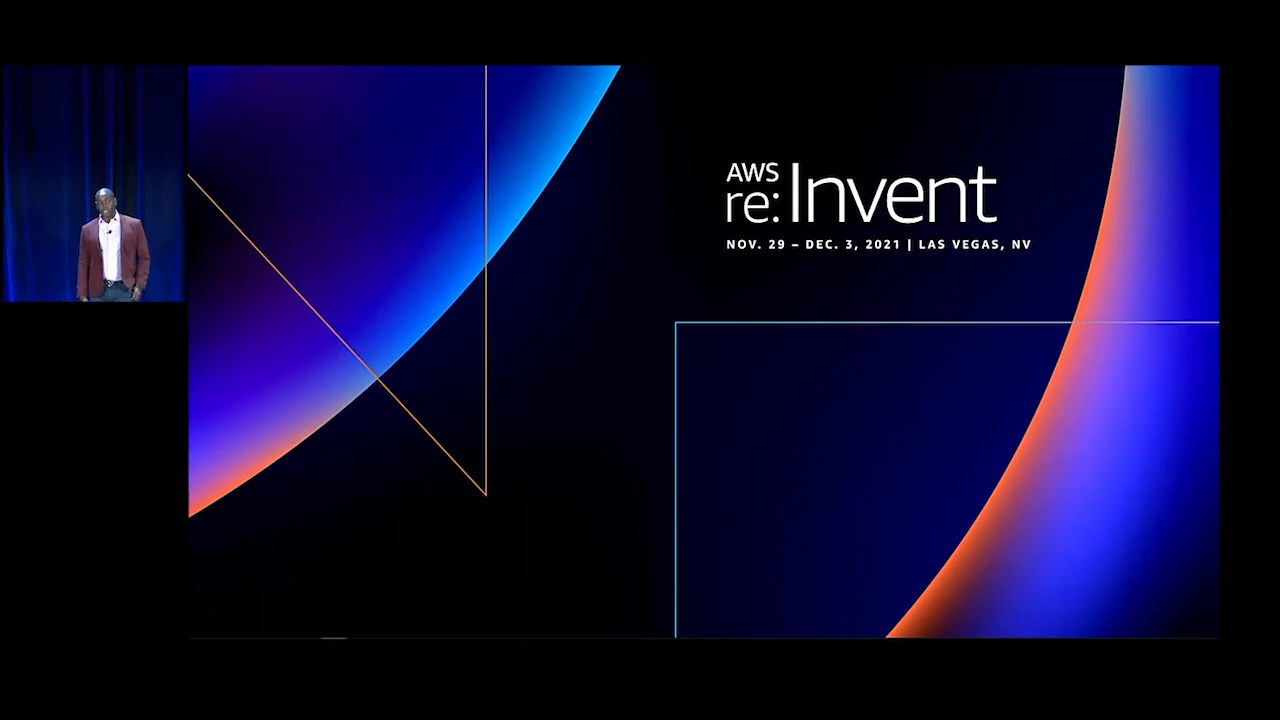 AWS
re:Invent
NOV. 29 – DEC. 3, 2021 | LAS VEGAS, NV